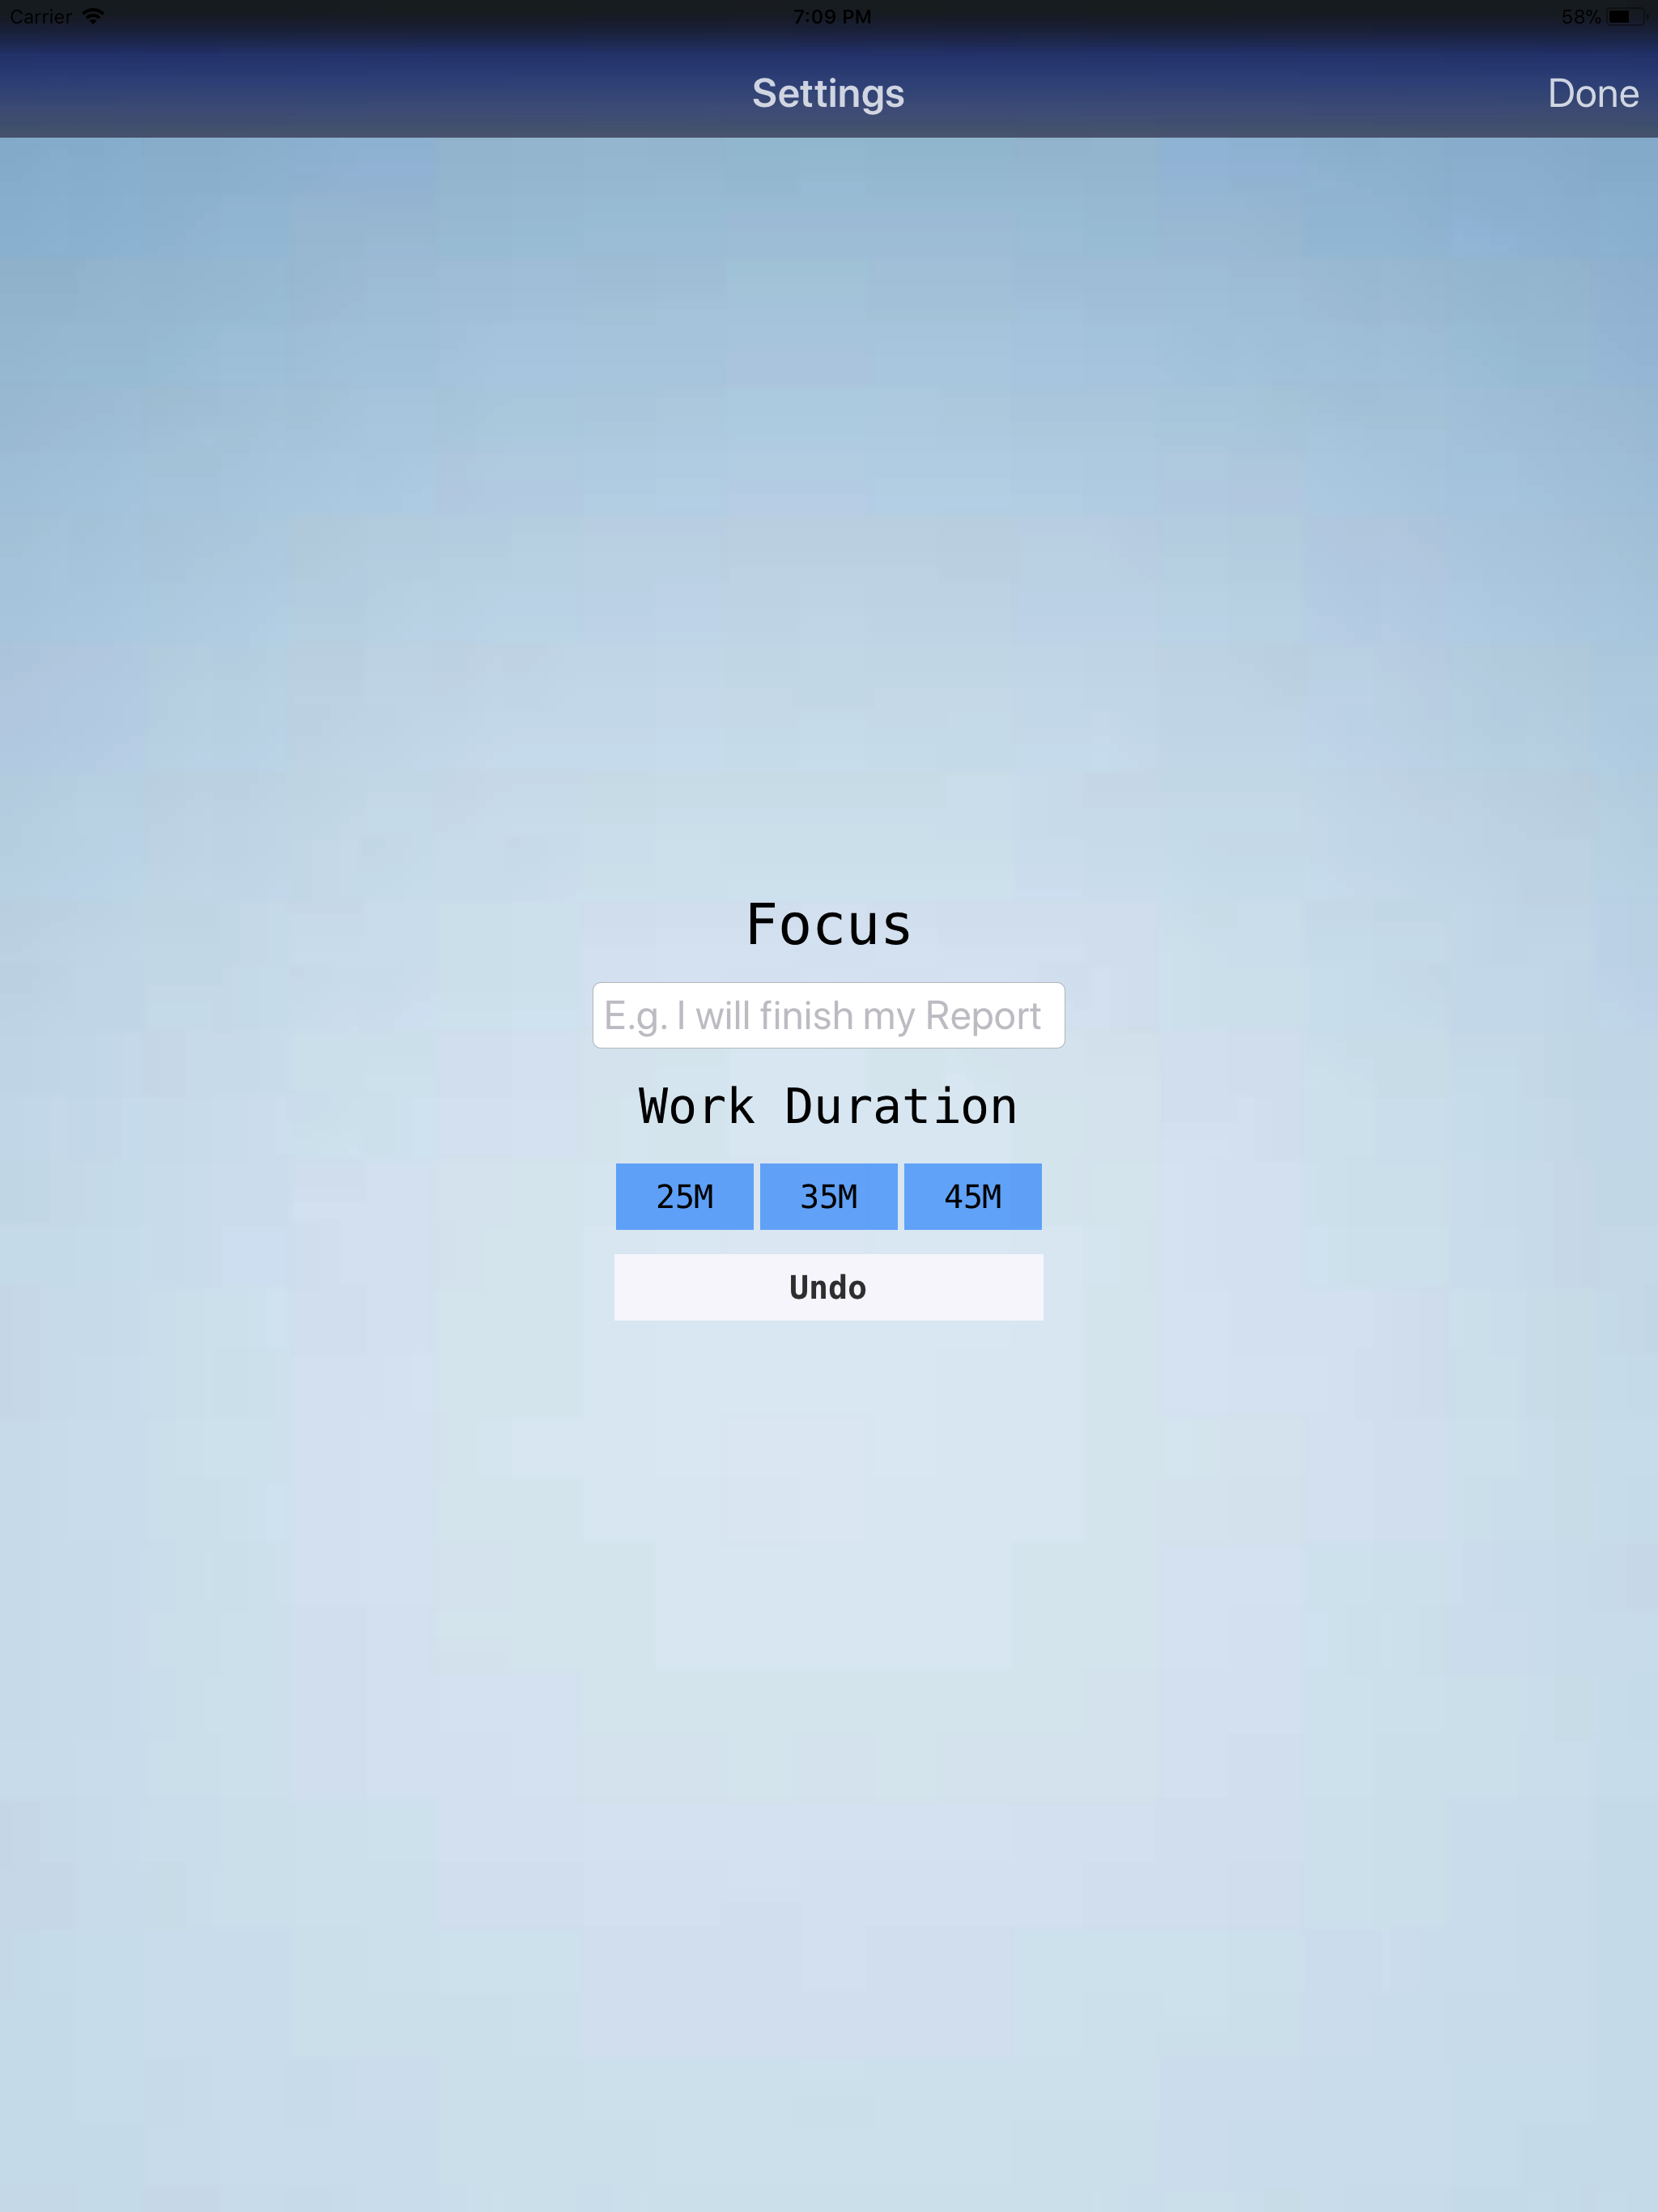 Carrier 7:09 PM 58%
Settings Done
Focus
E.g. I will finish my Report
Work Duration
25M 35M 45M
Undo